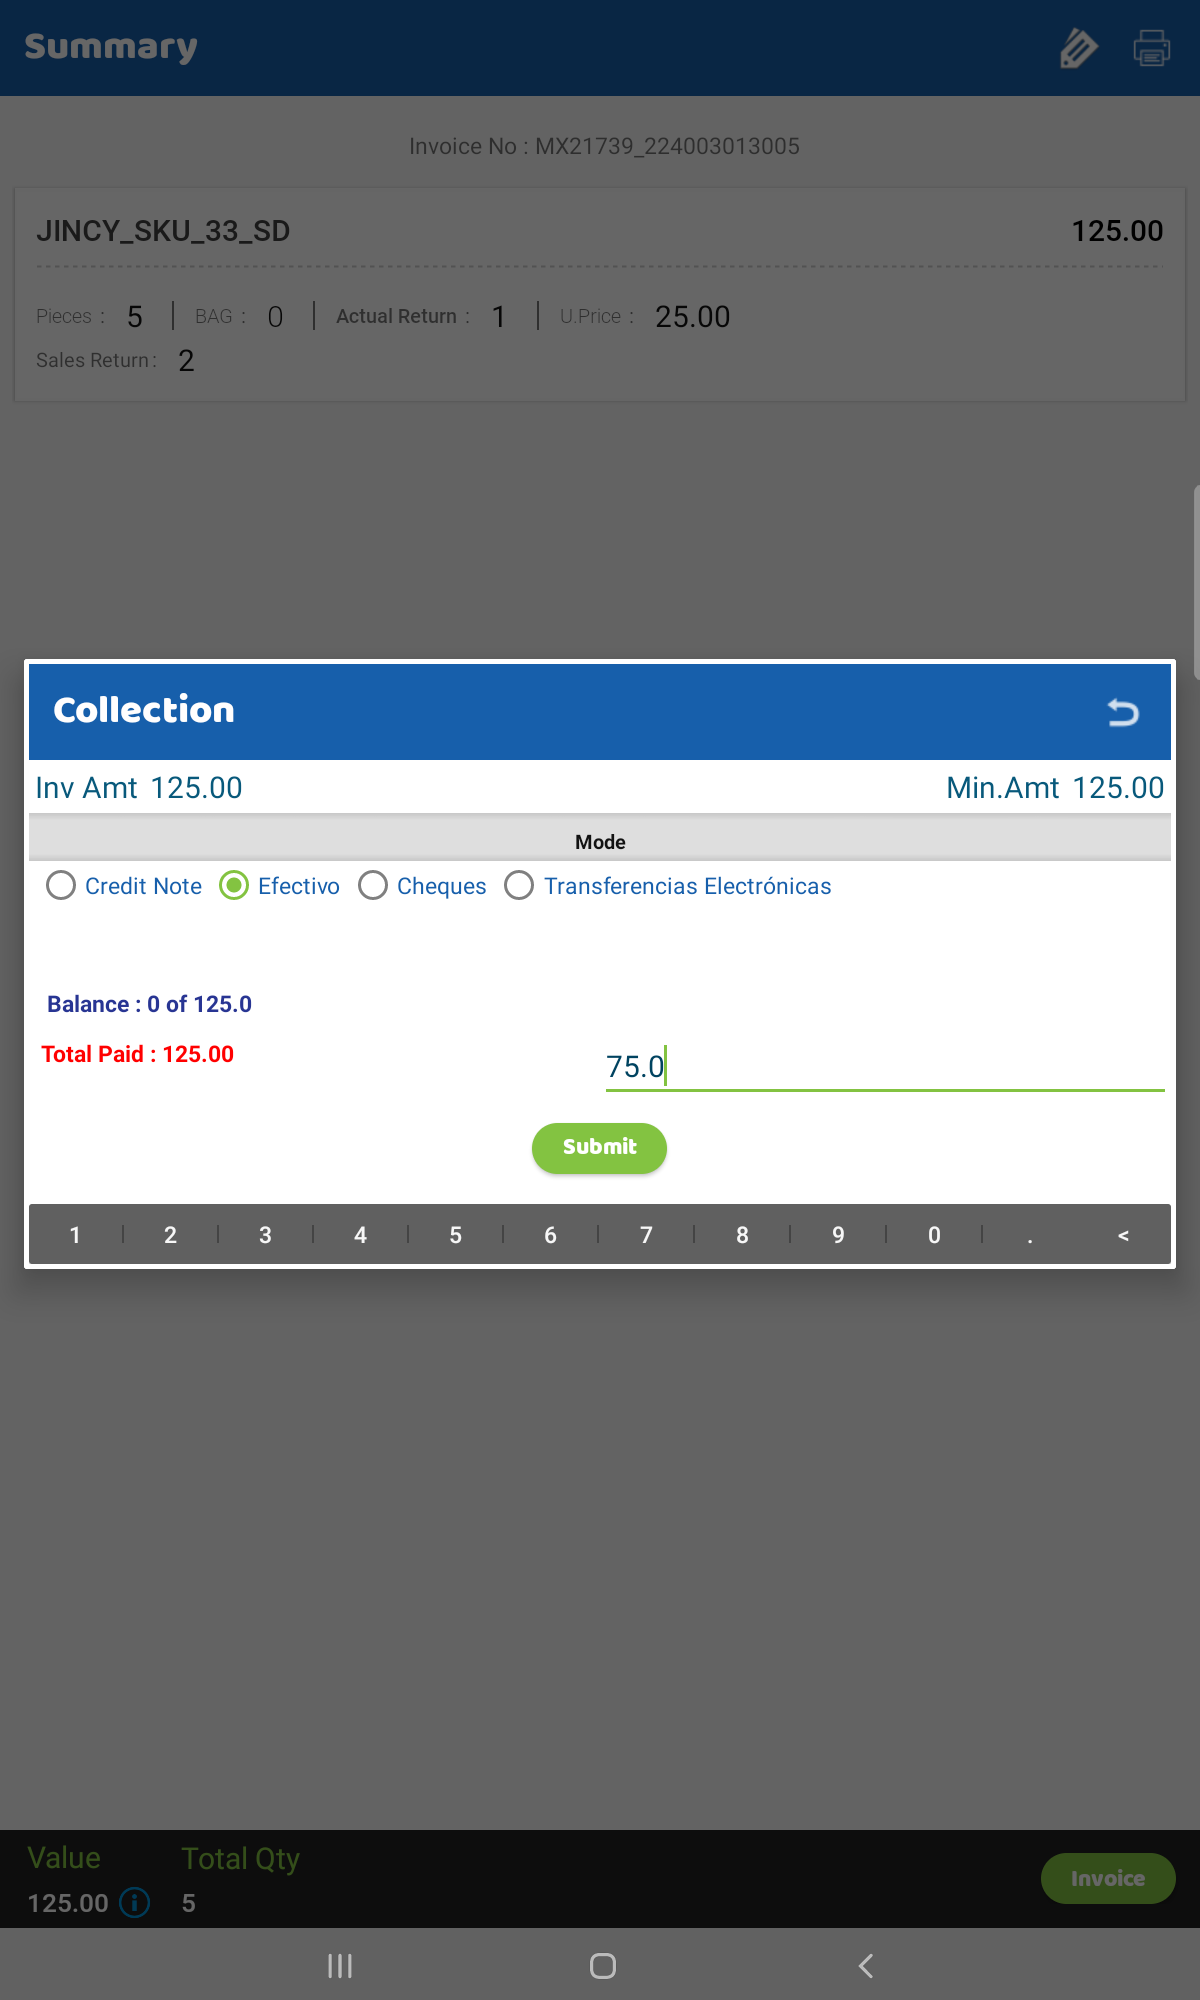 Summary
Invoice No : MX21739_224003013005
JINCY_SKU_33_SD 125.00
Pieces : 5 BAG : 0 Actual Return : 1 U.Price : 25.00
Sales Return : 2
Collection
Inv Amt 125.00 Min.Amt 125.00
Mode
Credit Note Efectivo Cheques Transferencias Electrónicas
Balance : 0 of 125.0
Total Paid : 125.00
75.0
Submit
1 2 3 4 5 6 7 8 9 0 . <
Value Total Qty
125.00 5
Invoice